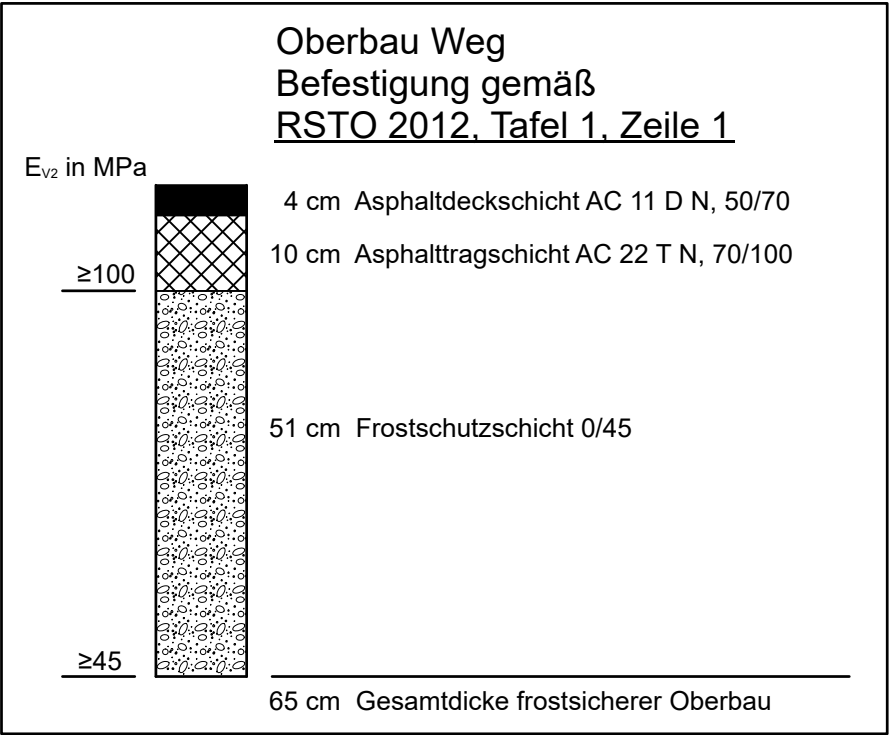 Oberbau Weg
Befestigung gemäß
RSTO 2012, Tafel 1, Zeile 1
Ev2 in MPa
4 cm Asphaltdeckschicht AC 11 D N, 50/70
10 cm Asphalttragschicht AC 22 T N, 70/100
≥100
51 cm Frostschutzschicht 0/45
≥45
65 cm Gesamtdicke frostsicherer Oberbau